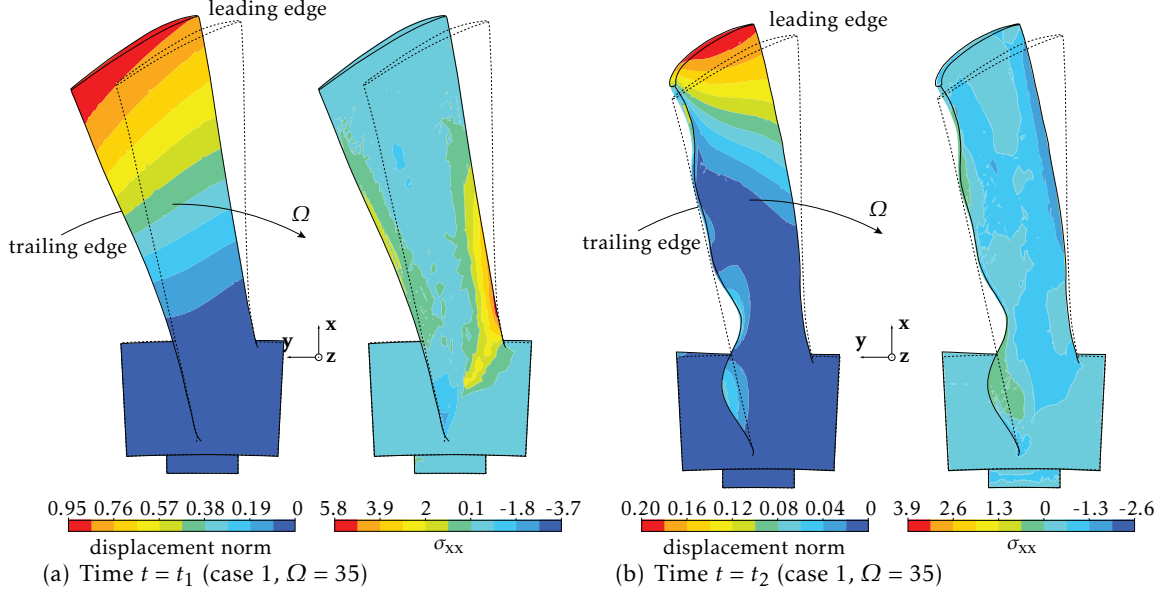 leading edge
leading edge
Ω
Ω
trailing edge
trailing edge
x
y
z
x
y
z
0.95 0.76 0.57 0.38 0.19 0
5.8 3.9 2 0.1 -1.8 -3.7
0.20 0.16 0.12 0.08 0.04 0
3.9 2.6 1.3 0 -1.3 -2.6
displacement norm
σxx
displacement norm
σxx
(a) Time t = t1 (case 1, Ω = 35)
(b) Time t = t2 (case 1, Ω = 35)